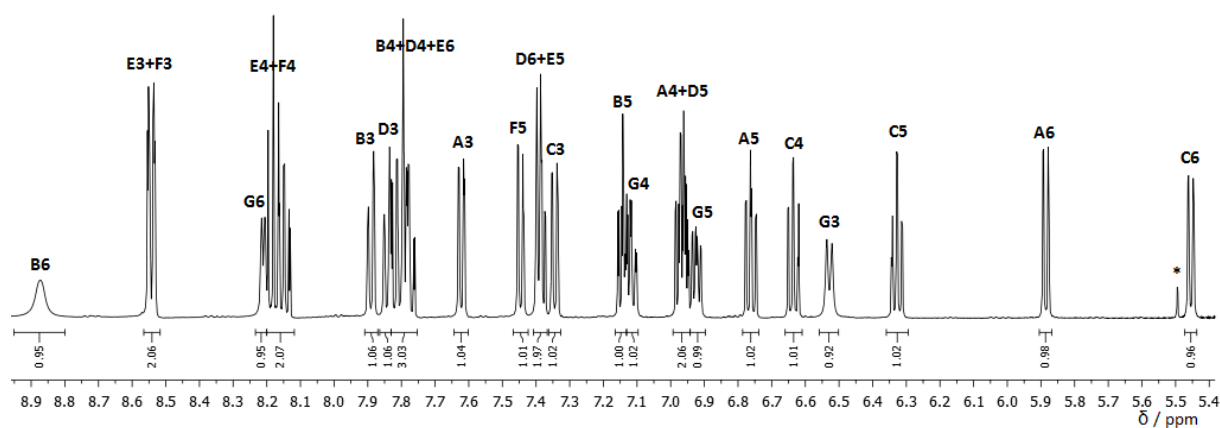 B4+D4+E6
E3+F3 E4+F4 D6+E5 A4+D5
B5
B3 D3 A3 F5 C3 A5 C4 C5 A6 C6
G6 G4 G5 G3
B6 *
0.95 2.06 0.95 2.07 1.06 1.06 3.03 1.04 1.01 1.97 1.02 1.00 1.02 2.06 0.99 1.02 1.01 0.92 1.02 0.98 0.96
8.9 8.8 8.7 8.6 8.5 8.4 8.3 8.2 8.1 8.0 7.9 7.8 7.7 7.6 7.5 7.4 7.3 7.2 7.1 7.0 6.9 6.8 6.7 6.6 6.5 6.4 6.3 6.2 6.1 6.0 5.9 5.8 5.7 5.6 5.5 5.4
δ / ppm